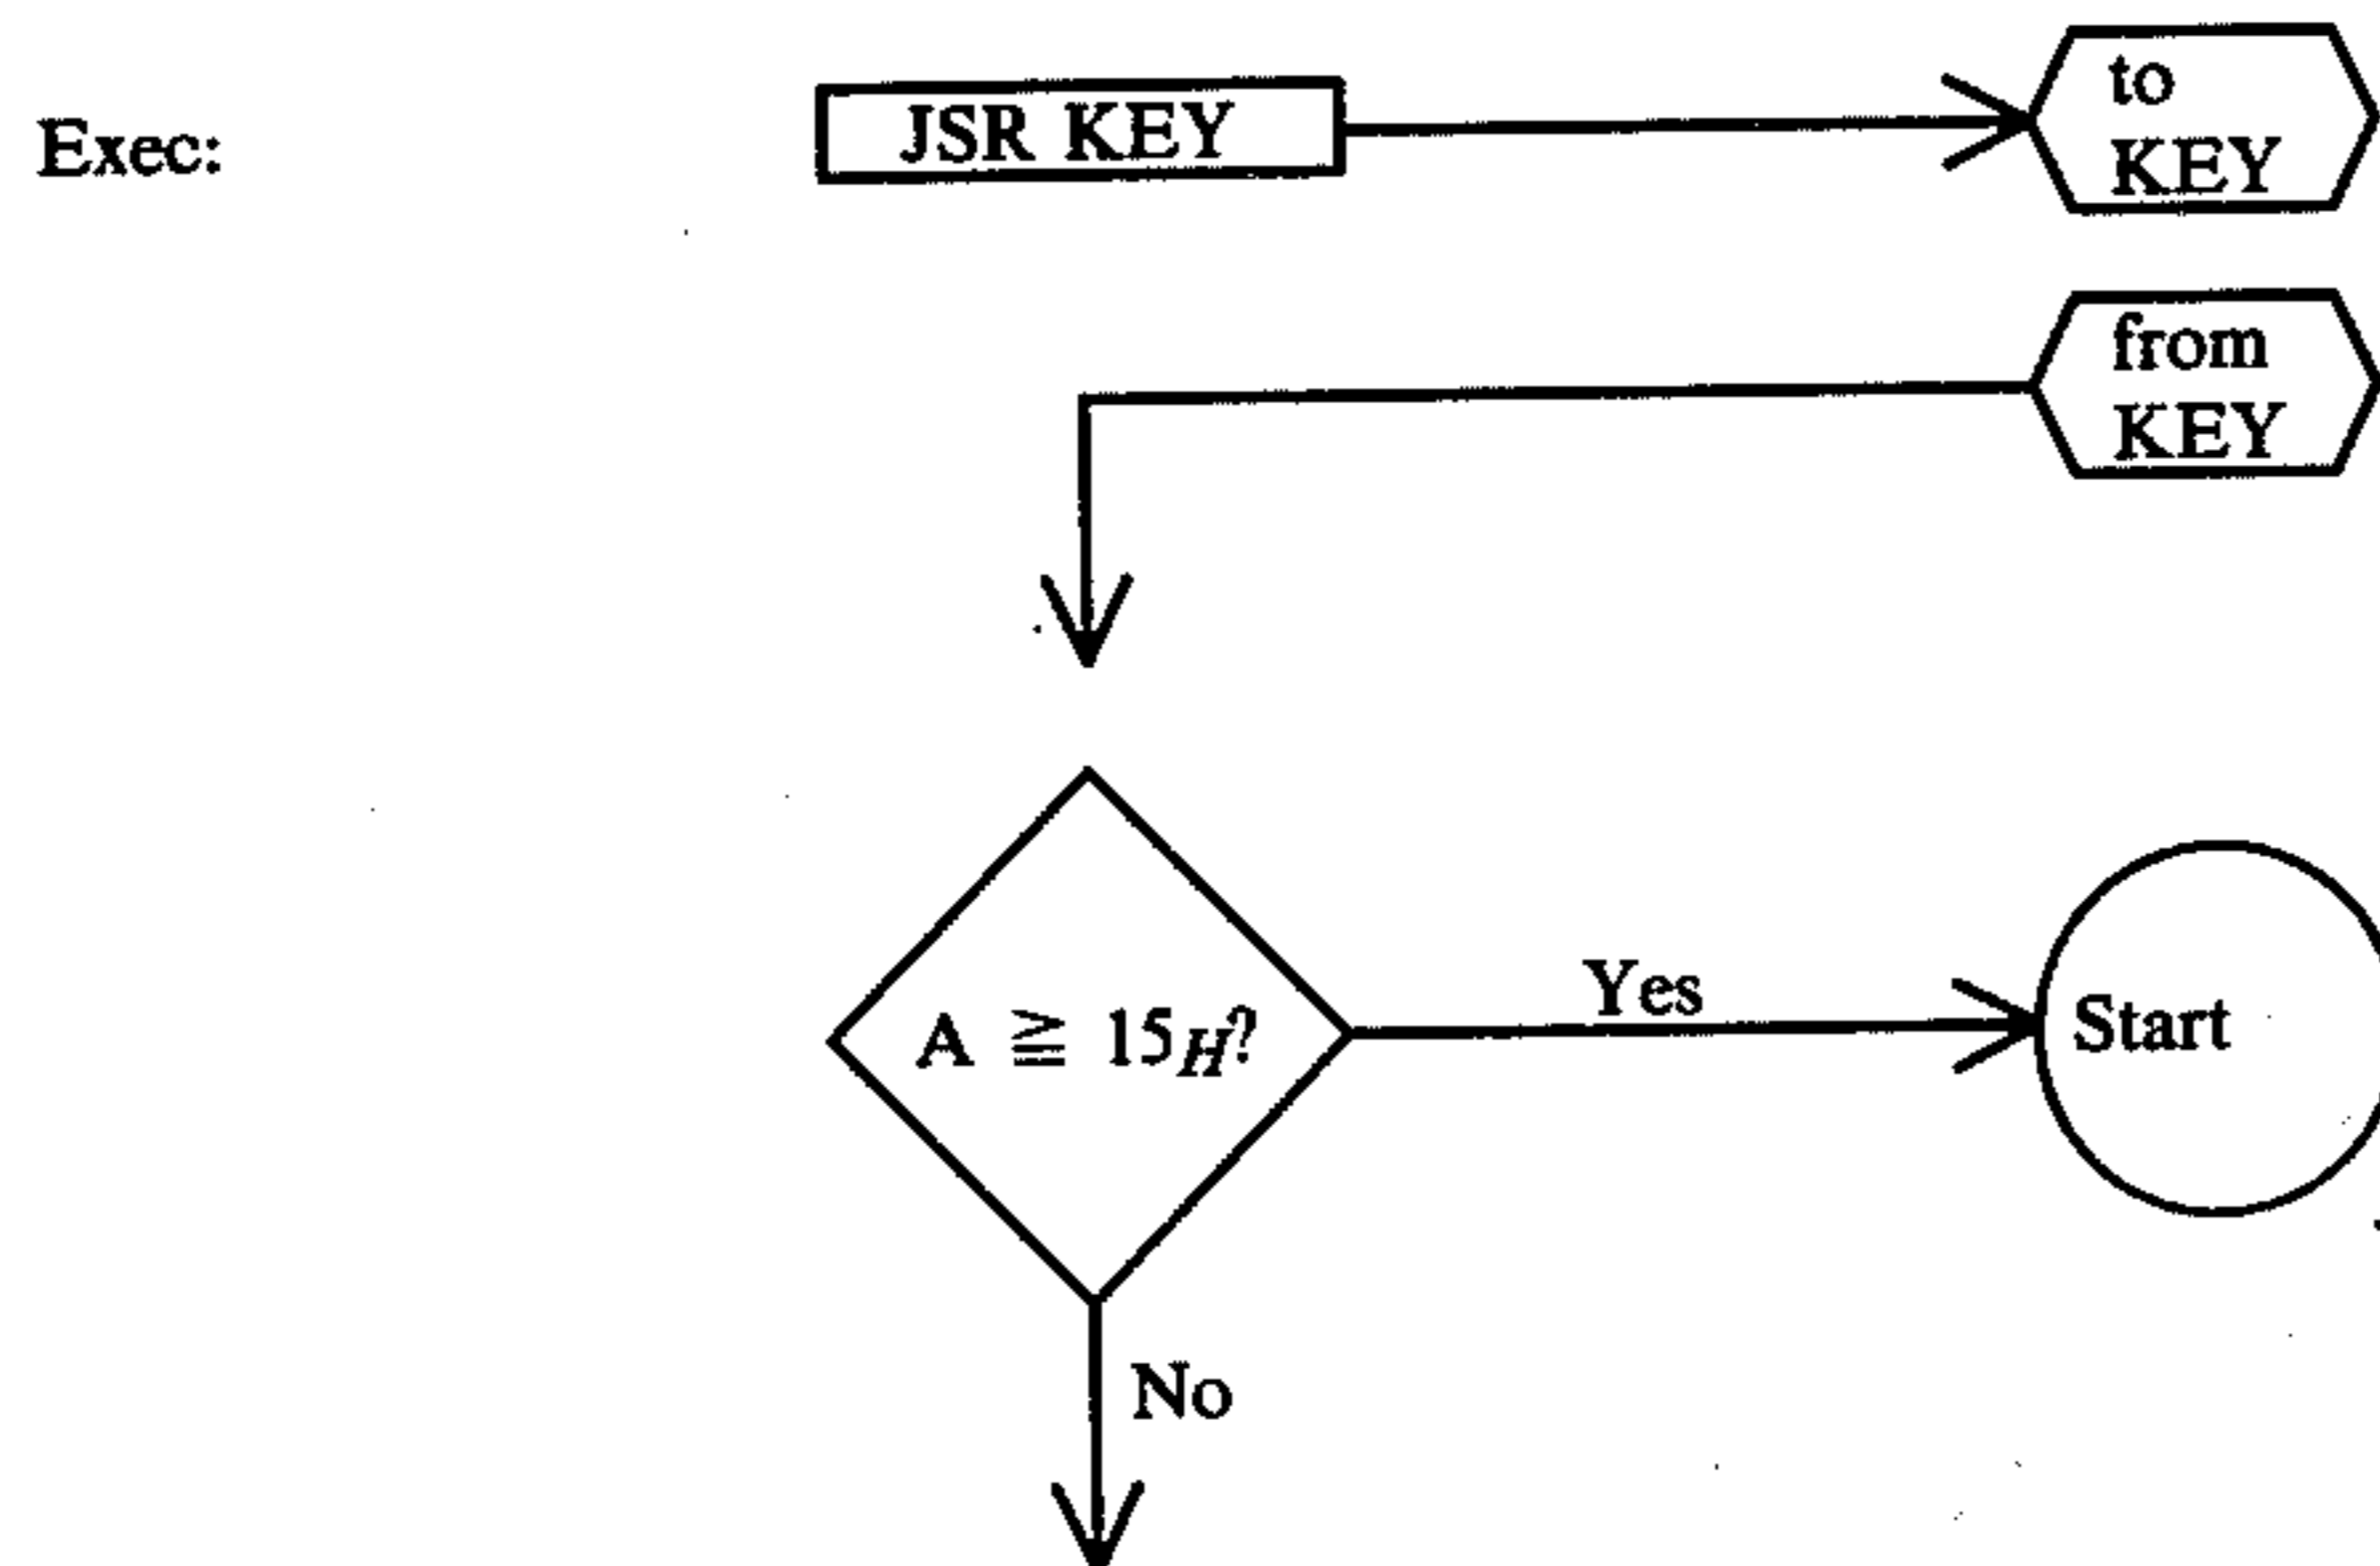 Exec:
JSR KEY
to
KEY
from
KEY
A ≧ 15H?
Yes
Start
No